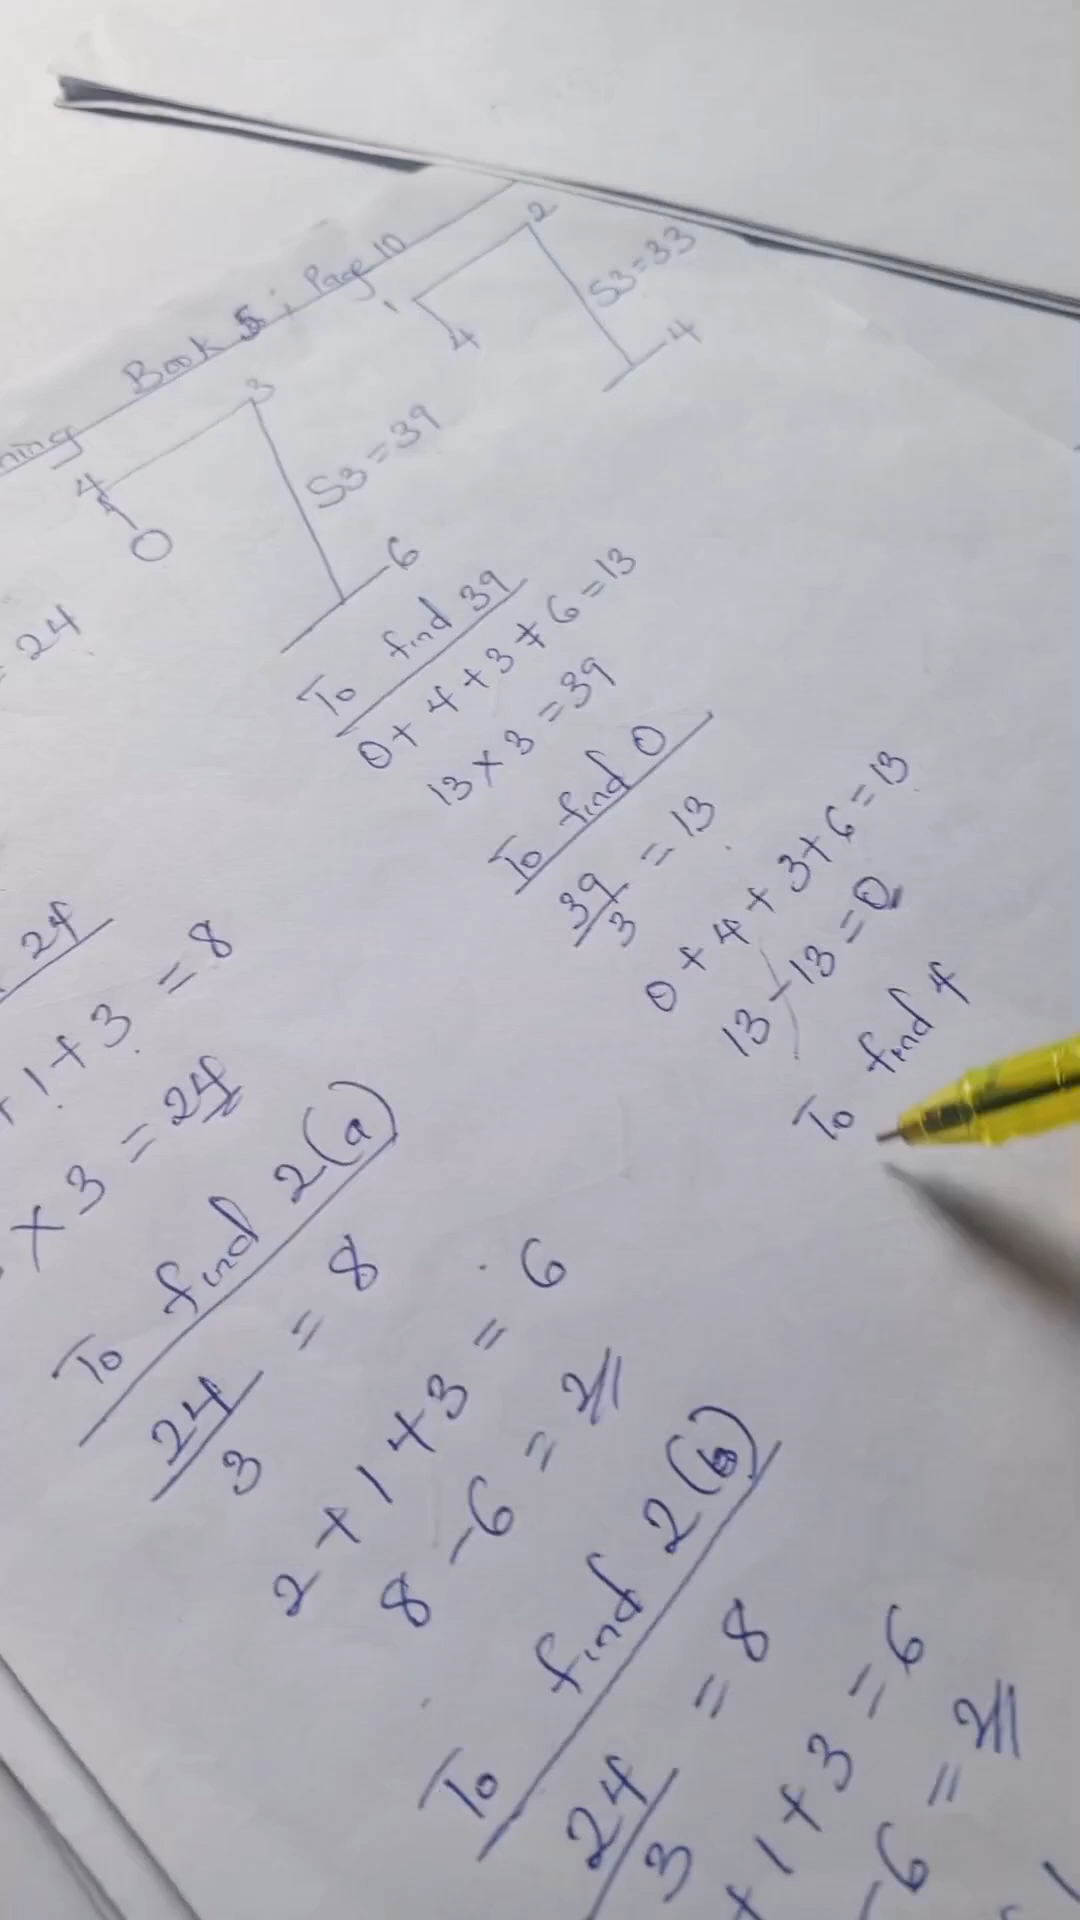 ning Book 5; Page 10
4 3
0
S3=39
6
1 2
4
S3=33
4
= 24
24
+ 1 + 3 = 8
× 3 = 24
To find 2(a)
24/3 = 8
2 + 1 + 3 = 6
8 - 6 = 2
To find 2(b)
24/3 = 8
+ 1 + 3 = 6
- 6 = 2
To find 39
0 + 4 + 3 + 6 = 13
13 × 3 = 39
To find 0
39/3 = 13
0 + 4 + 3 + 6 = 13
13 - 13 = 0
To find 4